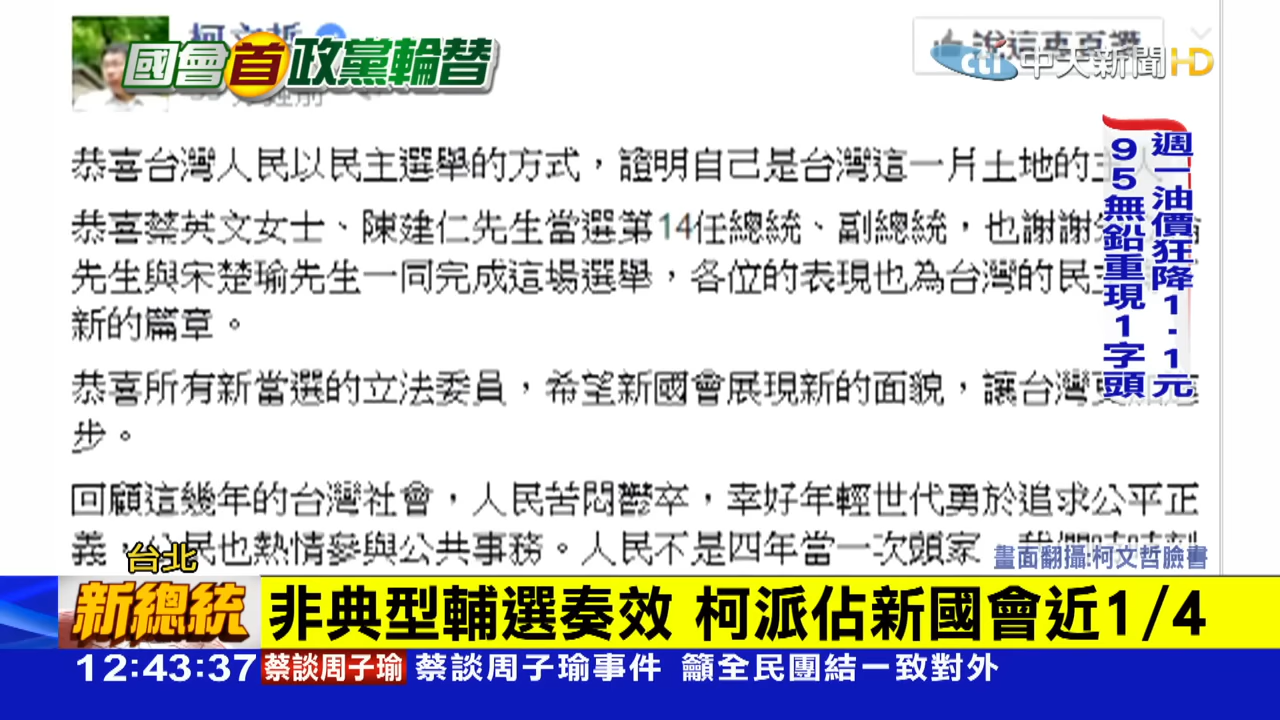 柯文哲
國會首政黨輪替
中天新聞HD
cti
恭喜台灣人民以民主選舉的方式，證明自己是台灣這一片土地的主人
恭喜蔡英文女士、陳建仁先生當選第14任總統、副總統，也謝謝
先生與宋楚瑜先生一同完成這場選舉，各位的表現也為台灣的民主
新的篇章。
恭喜所有新當選的立法委員，希望新國會展現新的面貌，讓台灣
步。
回顧這幾年的台灣社會，人民苦悶鬱卒，幸好年輕世代勇於追求公平正
義，公民也熱情參與公共事務。人民不是四年當一次頭家
週一油價狂降1.1元
95無鉛重現1字頭
畫面翻攝:柯文哲臉書
台北
新總統
非典型輔選奏效 柯派佔新國會近1/4
12:43:37 蔡談周子瑜 蔡談周子瑜事件 籲全民團結一致對外